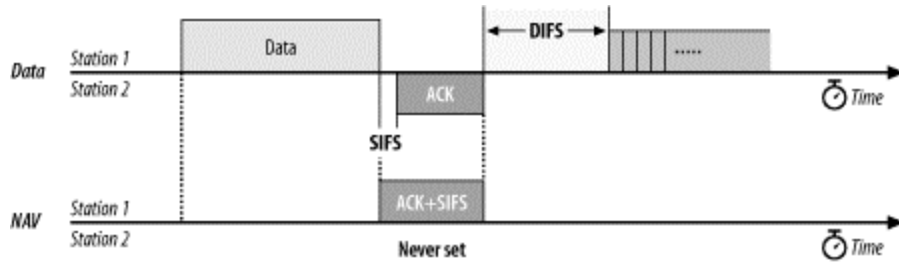 Data
DIFS
.....
Data
Station 1
Station 2
ACK
Time
SIFS
ACK+SIFS
NAV
Station 1
Station 2
Never set
Time